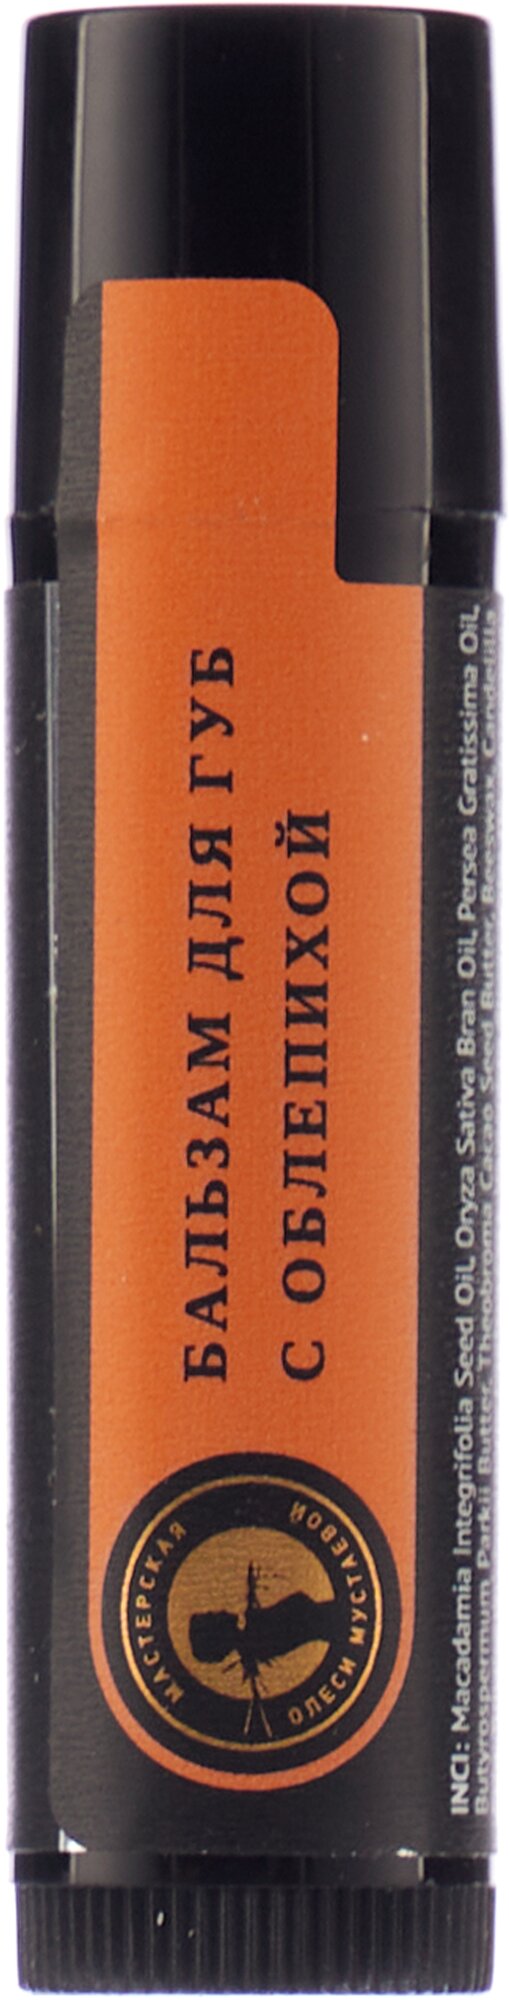 БАЛЬЗАМ ДЛЯ ГУБ
С ОБЛЕПИХОЙ
МАСТЕРСКАЯ
ОЛЕСИ МУСТАЕВОЙ
INCI: Macadamia Integrifolia Seed Oil, Oryza Sativa Bran Oil, Persea Gratissima Oil,
Butyrospermum Parkii Butter, Theobroma Cacao Seed Butter, Beeswax, Candelilla